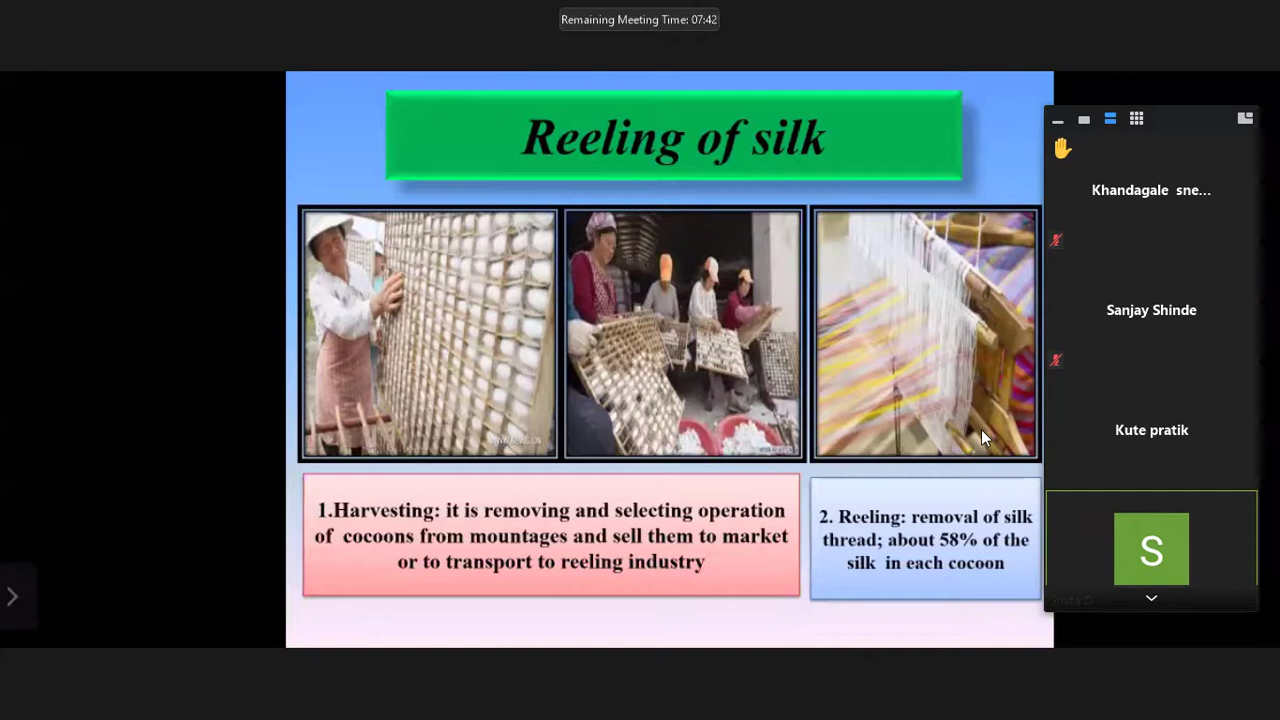 Remaining Meeting Time: 07:42
Reeling of silk
1.Harvesting: it is removing and selecting operation
of cocoons from mountages and sell them to market
or to transport to reeling industry
2. Reeling: removal of silk
thread; about 58% of the
silk in each cocoon
Khandagale sne...
Sanjay Shinde
Kute pratik
S